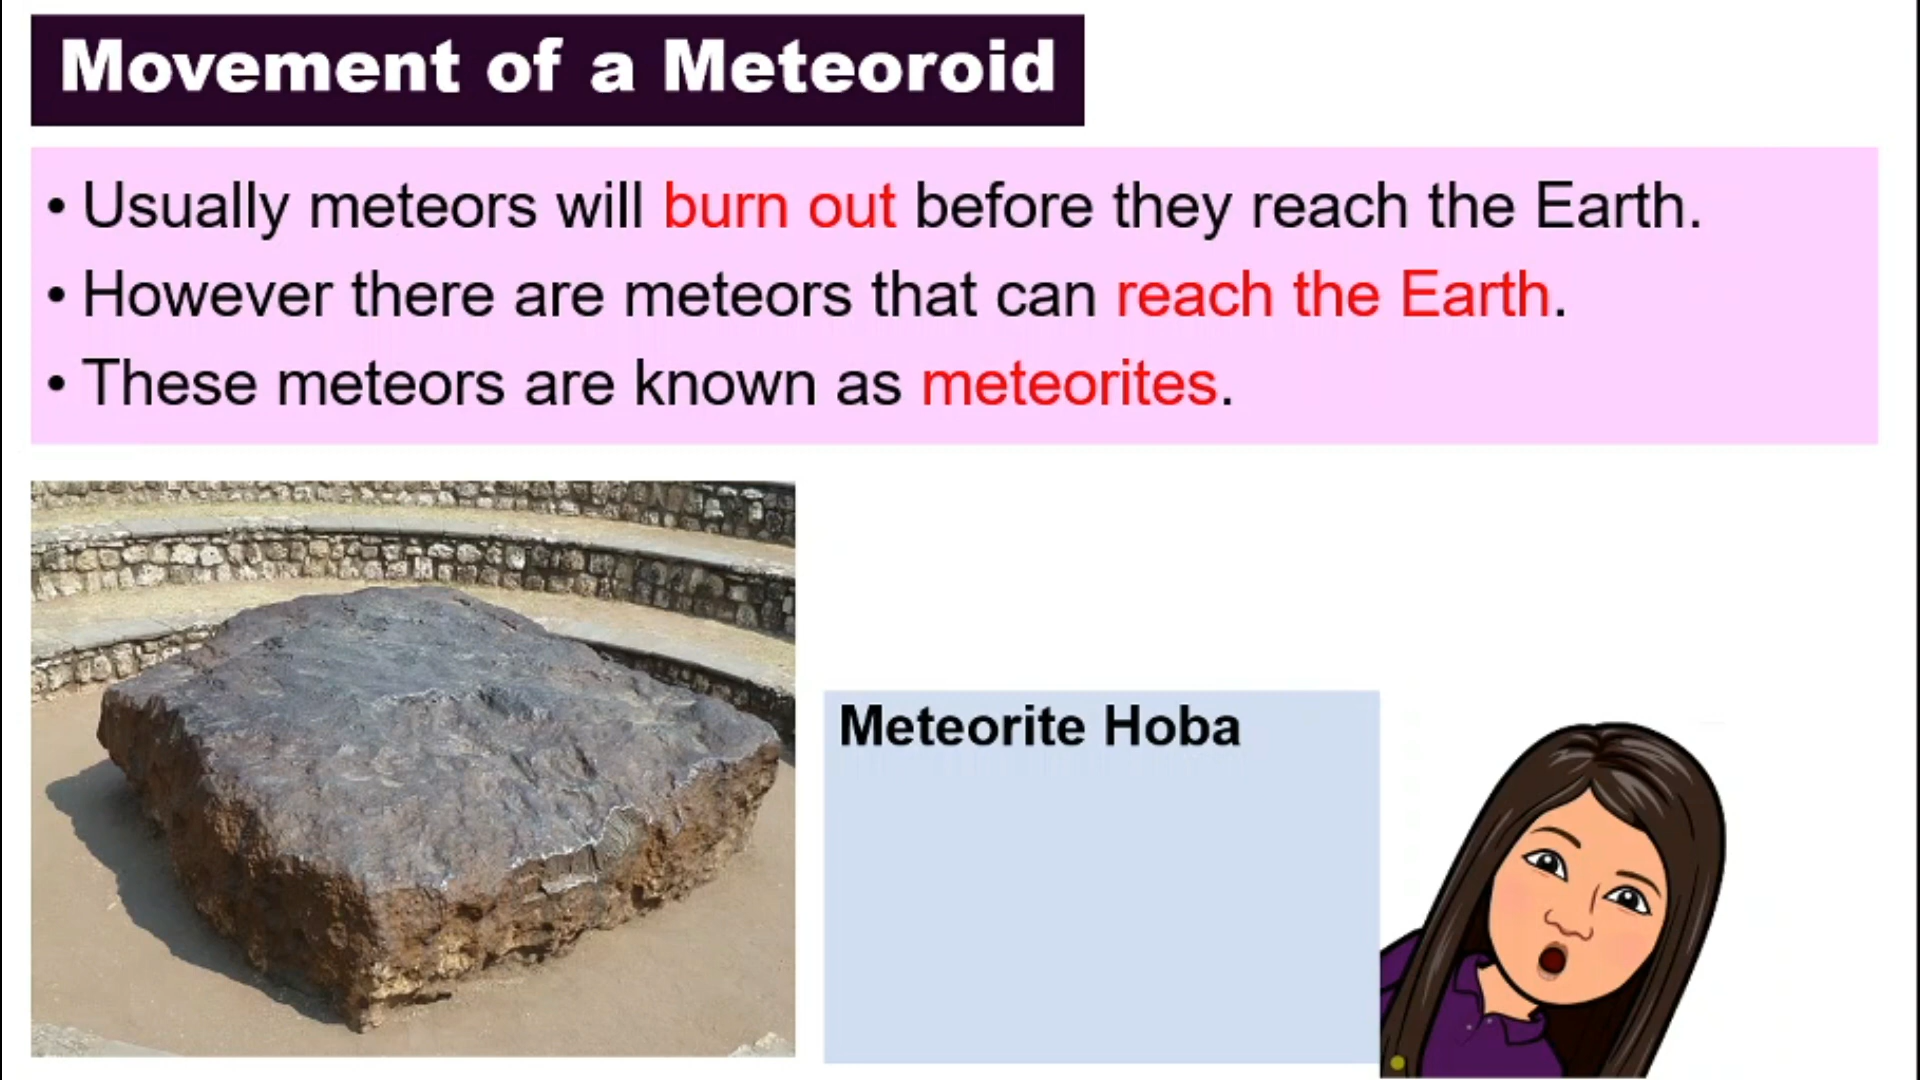 Movement of a Meteoroid
• Usually meteors will burn out before they reach the Earth.
• However there are meteors that can reach the Earth.
• These meteors are known as meteorites.
Meteorite Hoba